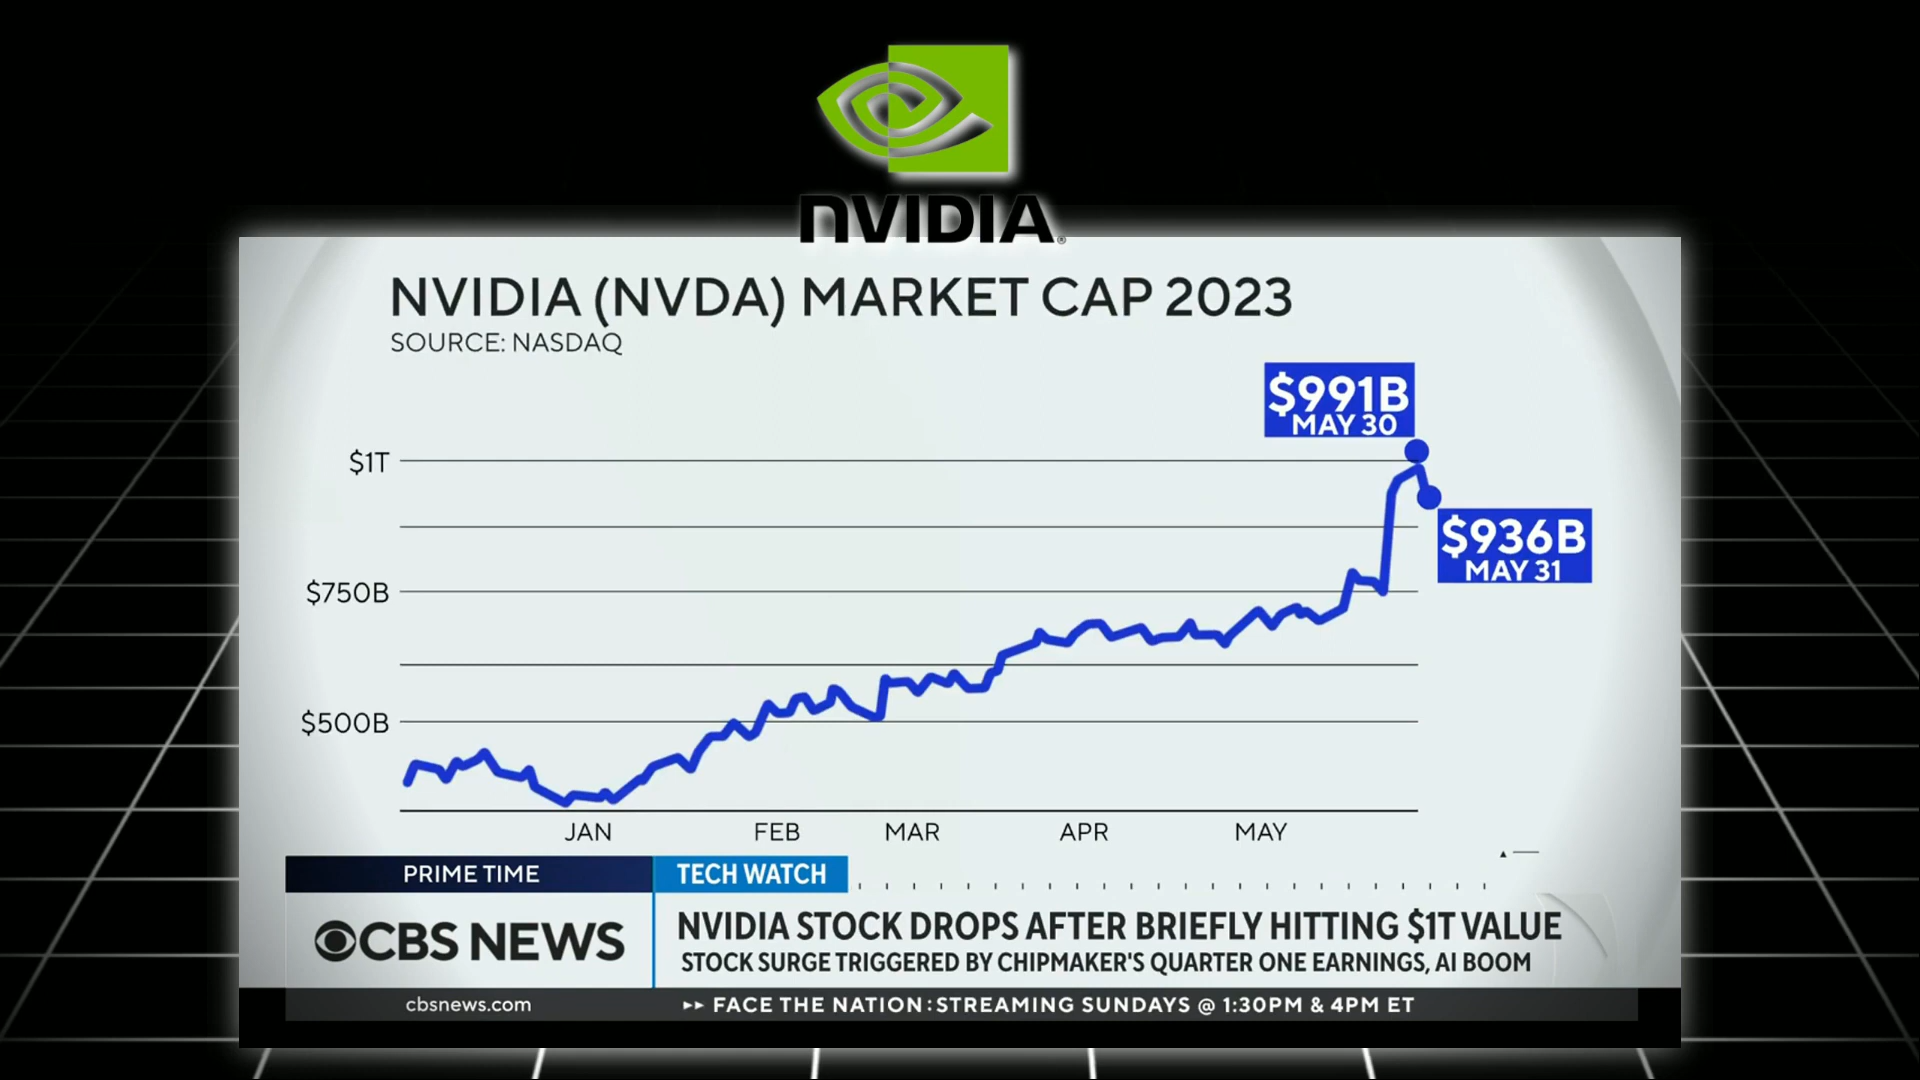 NVIDIA®
NVIDIA (NVDA) MARKET CAP 2023
SOURCE: NASDAQ
$991B
MAY 30
$1T
$936B
MAY 31
$750B
$500B
JAN FEB MAR APR MAY
PRIME TIME TECH WATCH
CBS NEWS
NVIDIA STOCK DROPS AFTER BRIEFLY HITTING $1T VALUE
STOCK SURGE TRIGGERED BY CHIPMAKER'S QUARTER ONE EARNINGS, AI BOOM
cbsnews.com
FACE THE NATION: STREAMING SUNDAYS @ 1:30PM & 4PM ET